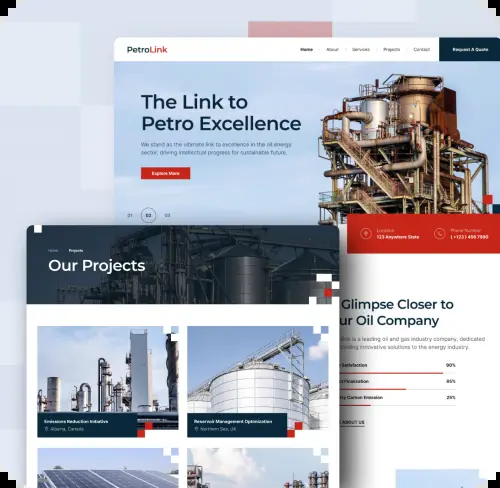 PetroLink
Home About Services Projects Contact Request A Quote
The Link to
Petro Excellence
We stand as the ultimate link to excellence in the oil energy
sector, driving intellectual progress for sustainable future.
Explore More
01 02 03
Location
123 Anywhere State
Phone Number
(+123) 456 7890
Home Projects
Our Projects
Glimpse Closer to
ur Oil Company
is a leading oil and gas industry company, dedicated
innovative solutions to the energy industry.
Satisfaction 90%
Finalization 85%
Carbon Emission 25%
ABOUT US
Emissions Reduction Initiative
Alberta, Canada
Reservoir Management Optimization
Northern Sea, UK